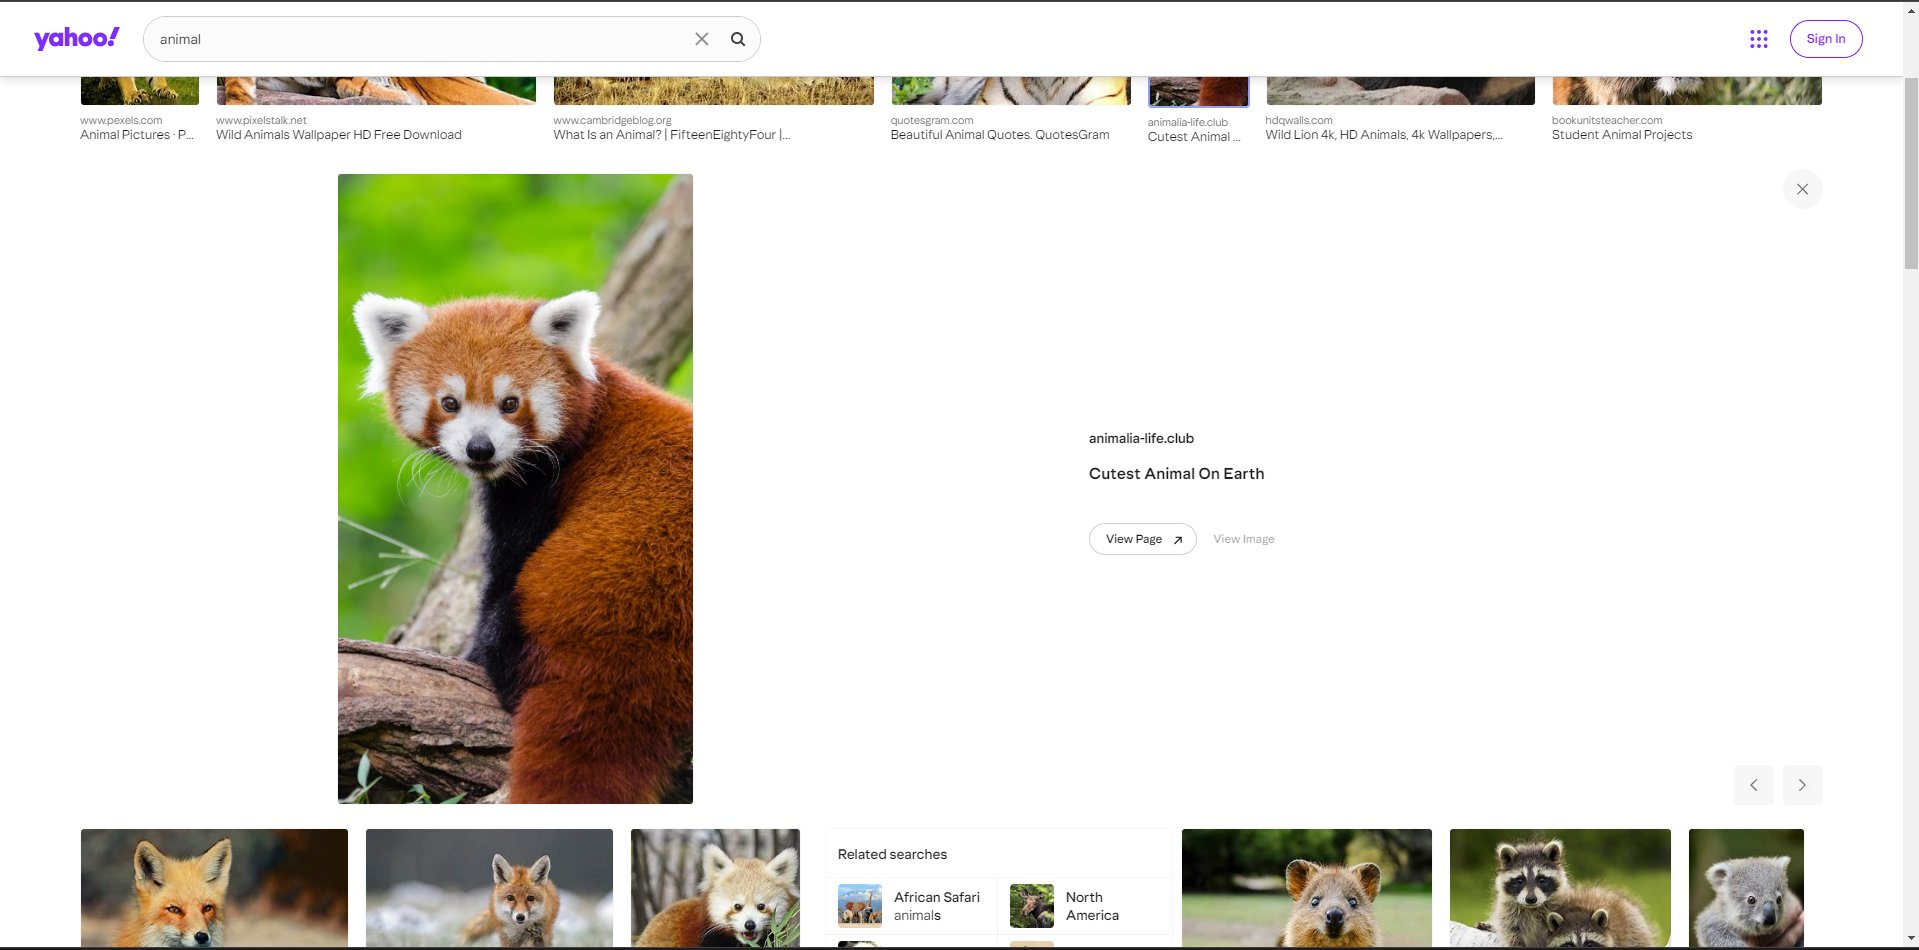 yahoo!
animal
Sign In
www.pexels.com
Animal Pictures · P...
www.pixelstalk.net
Wild Animals Wallpaper HD Free Download
www.cambridgeblog.org
What Is an Animal? | FifteenEightyFour |...
quotesgram.com
Beautiful Animal Quotes. QuotesGram
animalia-life.club
Cutest Animal ...
hdqwalls.com
Wild Lion 4k, HD Animals, 4k Wallpapers,...
bookunitsteacher.com
Student Animal Projects
animalia-life.club
Cutest Animal On Earth
View Page
View Image
Related searches
African Safari
animals
North
America